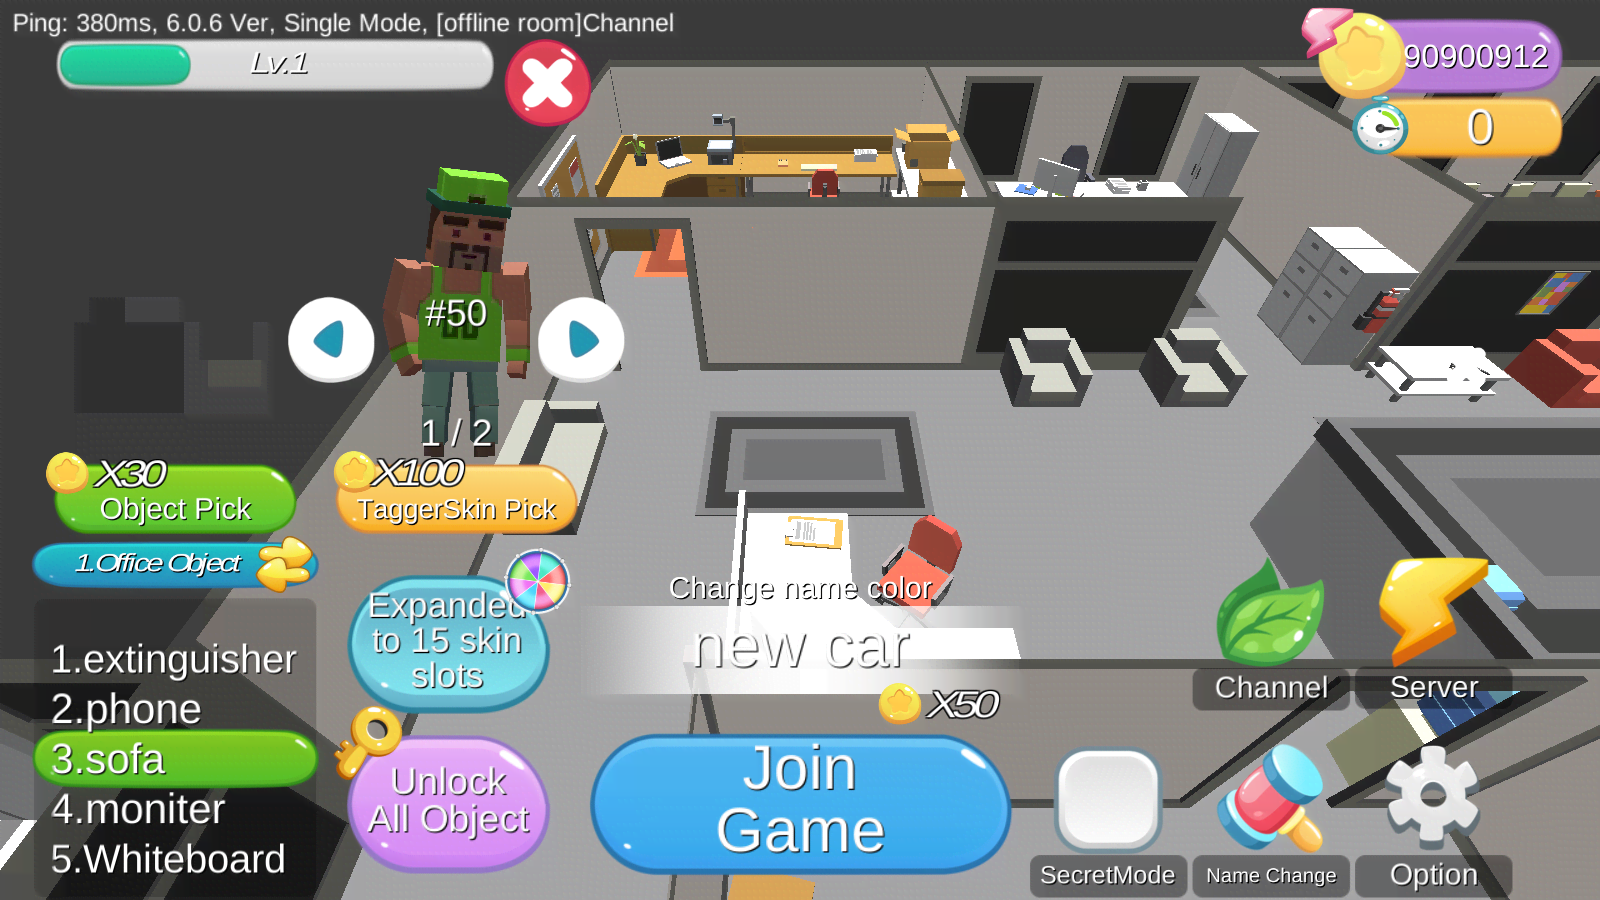 Ping: 380ms, 6.0.6 Ver, Single Mode, [offline room]Channel
Lv.1
90900912
0
#50
1 / 2
X30
Object Pick
X100
TaggerSkin Pick
1.Office Object
1.extinguisher
2.phone
3.sofa
4.moniter
5.Whiteboard
Expanded
to 15 skin
slots
Unlock
All Object
Change name color
new car
X50
Join
Game
Channel
Server
SecretMode
Name Change
Option